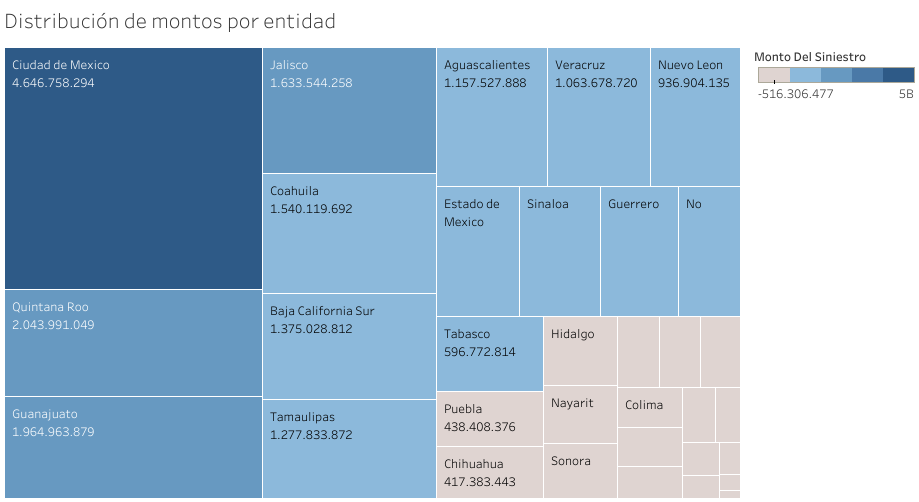 Distribución de montos por entidad
Ciudad de Mexico
4.646.758.294
Quintana Roo
2.043.991.049
Guanajuato
1.964.963.879
Jalisco
1.633.544.258
Coahuila
1.540.119.692
Baja California Sur
1.375.028.812
Tamaulipas
1.277.833.872
Aguascalientes
1.157.527.888
Veracruz
1.063.678.720
Nuevo Leon
936.904.135
Estado de
Mexico
Sinaloa
Guerrero
No
Tabasco
596.772.814
Puebla
438.408.376
Chihuahua
417.383.443
Hidalgo
Nayarit
Sonora
Colima
Monto Del Siniestro
-516.306.477 5B